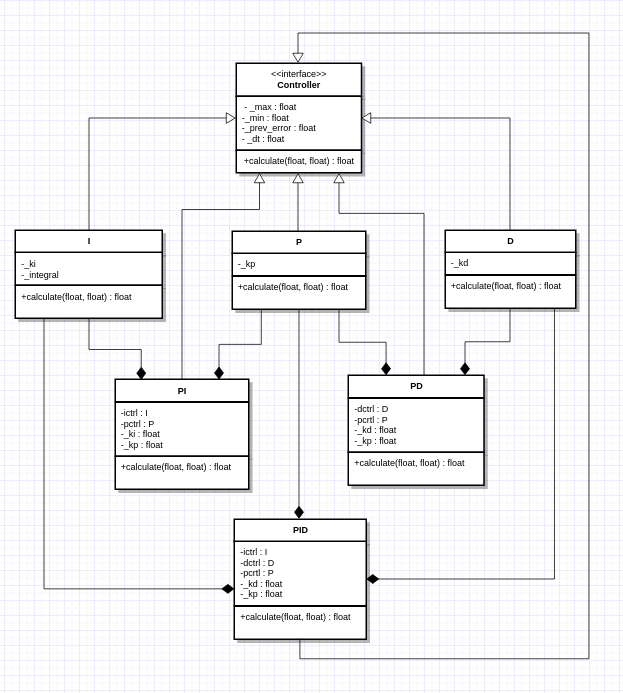 <<interface>>
Controller
- _max : float
-_min : float
-_prev_error : float
- _dt : float
+calculate(float, float) : float
I
-_ki
-_integral
+calculate(float, float) : float
P
-_kp
+calculate(float, float) : float
D
-_kd
+calculate(float, float) : float
PI
-ictrl : I
-pctrl : P
-_ki : float
-_kp : float
+calculate(float, float) : float
PD
-dctrl : D
-pcrtl : P
-_kd : float
-_kp : float
+calculate(float, float) : float
PID
-ictrl : I
-dctrl : D
-pcrtl : P
-_kd : float
-_kp : float
+calculate(float, float) : float